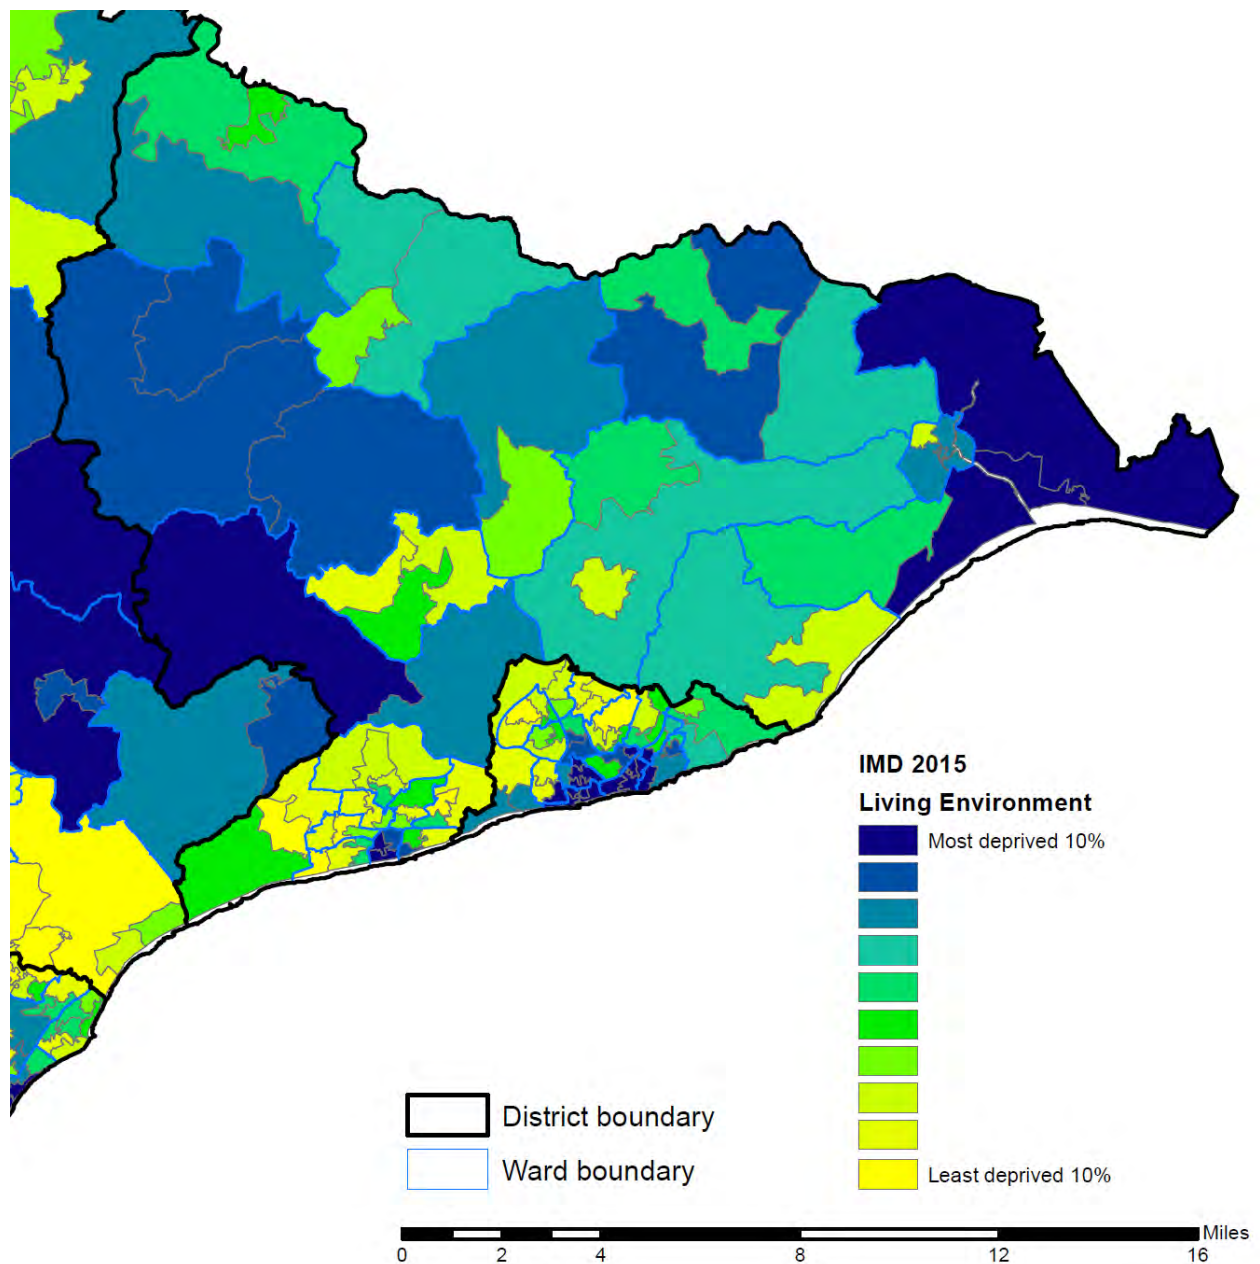 IMD 2015
Living Environment
Most deprived 10%
Least deprived 10%
District boundary
Ward boundary
0 2 4 8 12 16 Miles